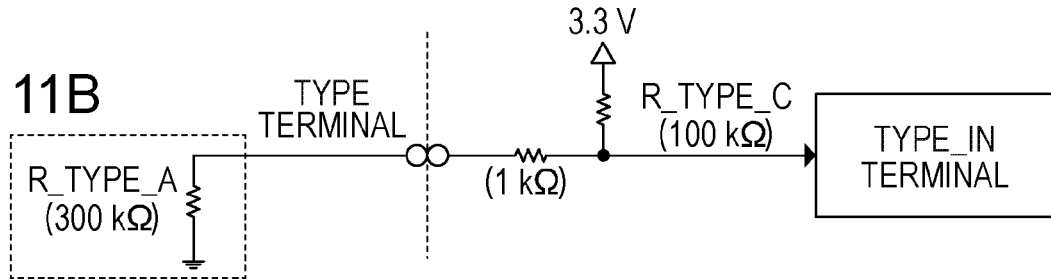 3.3 V
11B
TYPE
TERMINAL
R_TYPE_C
(100 kΩ)
TYPE_IN
TERMINAL
(1 kΩ)
R_TYPE_A
(300 kΩ)